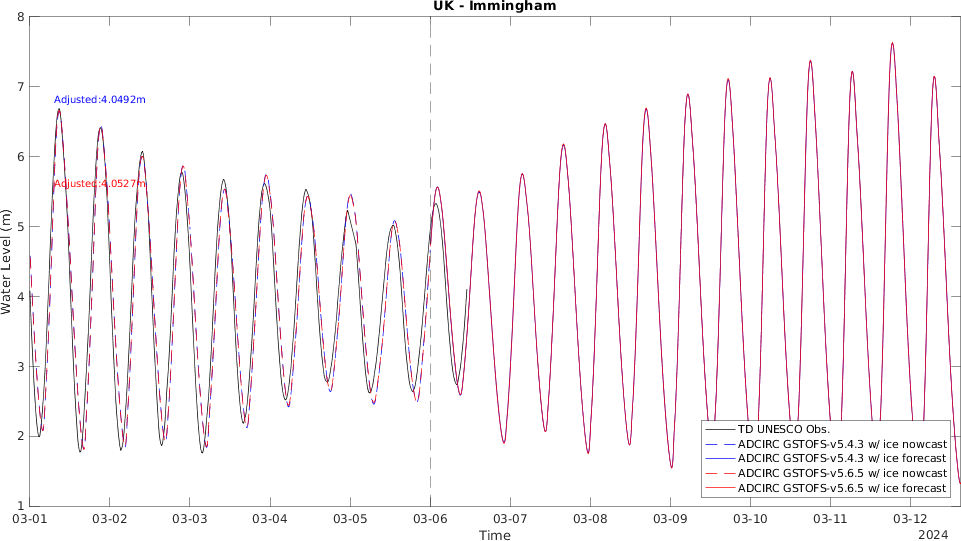 UK - Immingham
8
7
6
5
4
3
2
1
Water Level (m)
Adjusted:4.0492m
Adjusted:4.0527m
TD UNESCO Obs.
ADCIRC GSTOFS-v5.4.3 w/ ice nowcast
ADCIRC GSTOFS-v5.4.3 w/ ice forecast
ADCIRC GSTOFS-v5.6.5 w/ ice nowcast
ADCIRC GSTOFS-v5.6.5 w/ ice forecast
03-01 03-02 03-03 03-04 03-05 03-06 03-07 03-08 03-09 03-10 03-11 03-12
Time
2024